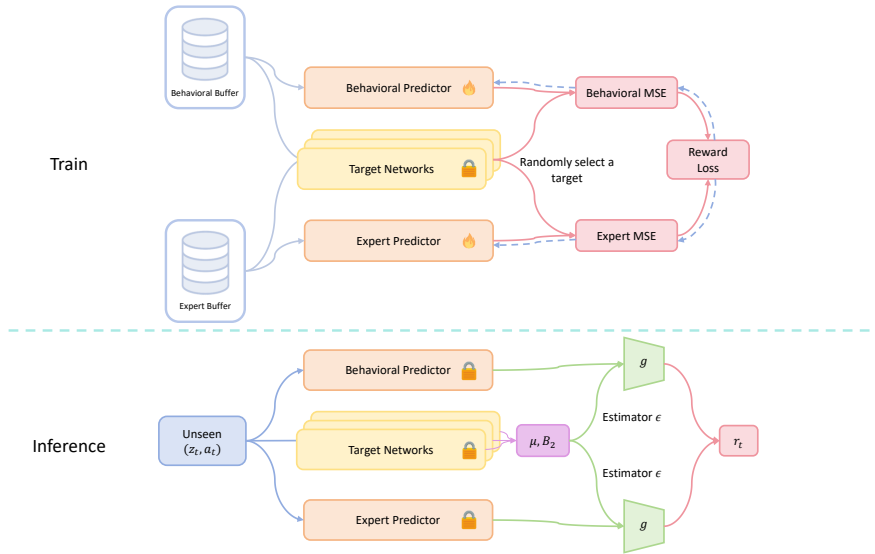 Train
Behavioral Buffer
Behavioral Predictor
Behavioral MSE
Target Networks
Randomly select a
target
Reward
Loss
Expert Predictor
Expert MSE
Expert Buffer
Inference
Unseen
$(z_t, a_t)$
Behavioral Predictor
g
Estimator ϵ
Target Networks
$\mu, B_2$
$r_t$
Estimator ϵ
Expert Predictor
g